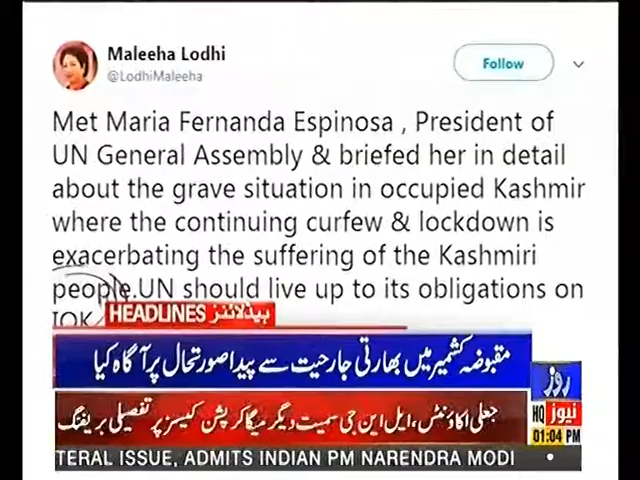 Maleeha Lodhi
@LodhiMaleeha
Follow
Met Maria Fernanda Espinosa , President of
UN General Assembly & briefed her in detail
about the grave situation in occupied Kashmir
where the continuing curfew & lockdown is
exacerbating the suffering of the Kashmiri
people.UN should live up to its obligations on
IOK
HEADLINES ہیڈلائنز
مقبوضہ کشمیر میں بھارتی جارحیت سے پیدا صورتحال پر آگاہ کیا
جعلی اکاؤنٹس، ایل این جی سمیت دیگر میگا کرپشن کیسز پر تفصیلی بریفنگ
روز
HQ نیوز
01:04 PM
TERAL ISSUE, ADMITS INDIAN PM NARENDRA MODI